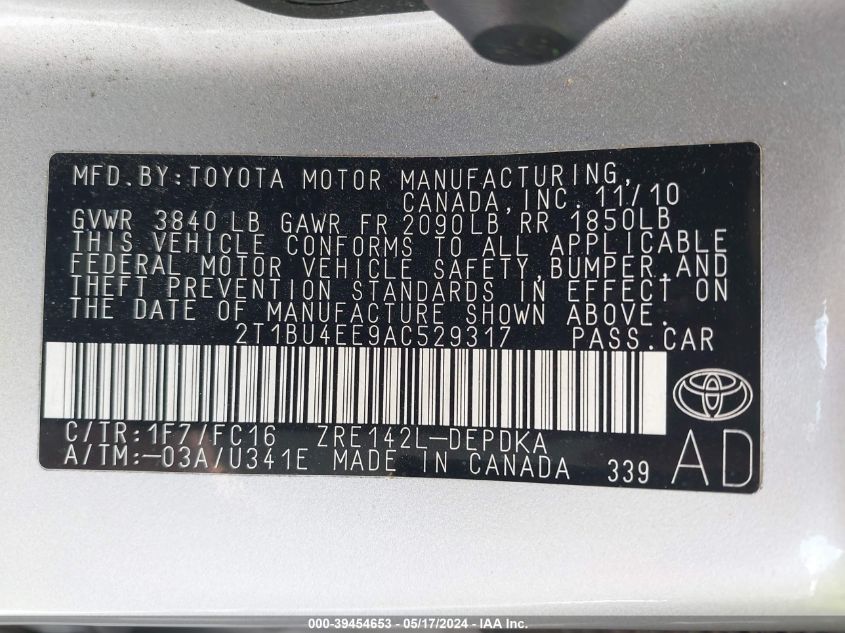 MFD.BY:TOYOTA MOTOR MANUFACTURING,
CANADA,INC. 11/10
GVWR 3840 LB GAWR FR 2090LB RR 1850LB
THIS VEHICLE CONFORMS TO ALL APPLICABLE
FEDERAL MOTOR VEHICLE SAFETY,BUMPER,AND
THEFT PREVENTION STANDARDS IN EFFECT ON
THE DATE OF MANUFACTURE SHOWN ABOVE.
2T1BU4EE9AC529317 PASS.CAR
C/TR:1F7/FC16 ZRE142L-DEPDKA
A/TM:-03A/U341E MADE IN CANADA 339 AD
000-39454653 - 05/17/2024 - IAA Inc.